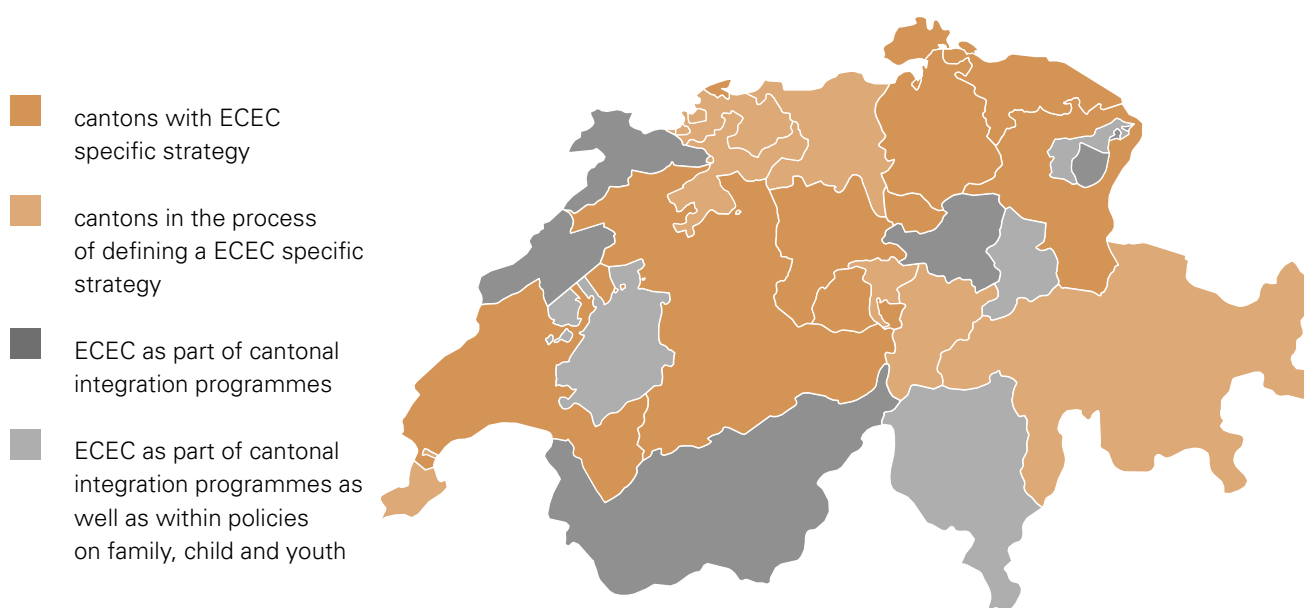 cantons with ECEC
specific strategy
cantons in the process
of defining a ECEC specific
strategy
ECEC as part of cantonal
integration programmes
ECEC as part of cantonal
integration programmes as
well as within policies
on family, child and youth